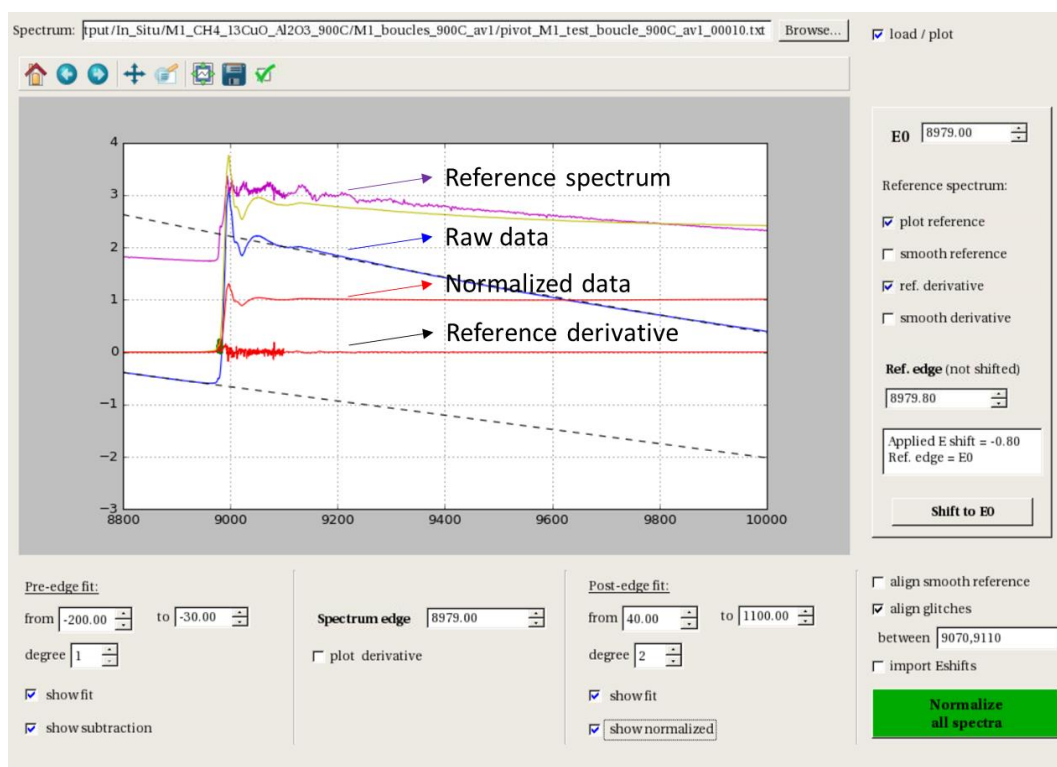 Spectrum: tput/In_Situ/M1_CH4_13CuO_Al2O3_900C/M1_boucles_900C_av1/pivot_M1_test_boucle_900C_av1_00010.txt Browse...
load / plot
E0 8979.00
Reference spectrum:
plot reference
smooth reference
ref. derivative
smooth derivative
Ref. edge (not shifted)
8979.80
Applied E shift = -0.80
Ref. edge = E0
Shift to E0
4
3
2
1
0
−1
−2
−3
8800 9000 9200 9400 9600 9800 10000
Reference spectrum
Raw data
Normalized data
Reference derivative
Pre-edge fit:
from -200.00 to -30.00
degree 1
show fit
show subtraction
Spectrum edge 8979.00
plot derivative
Post-edge fit:
from 40.00 to 1100.00
degree 2
show fit
show normalized
align smooth reference
align glitches
between 9070,9110
import Eshifts
Normalize
all spectra